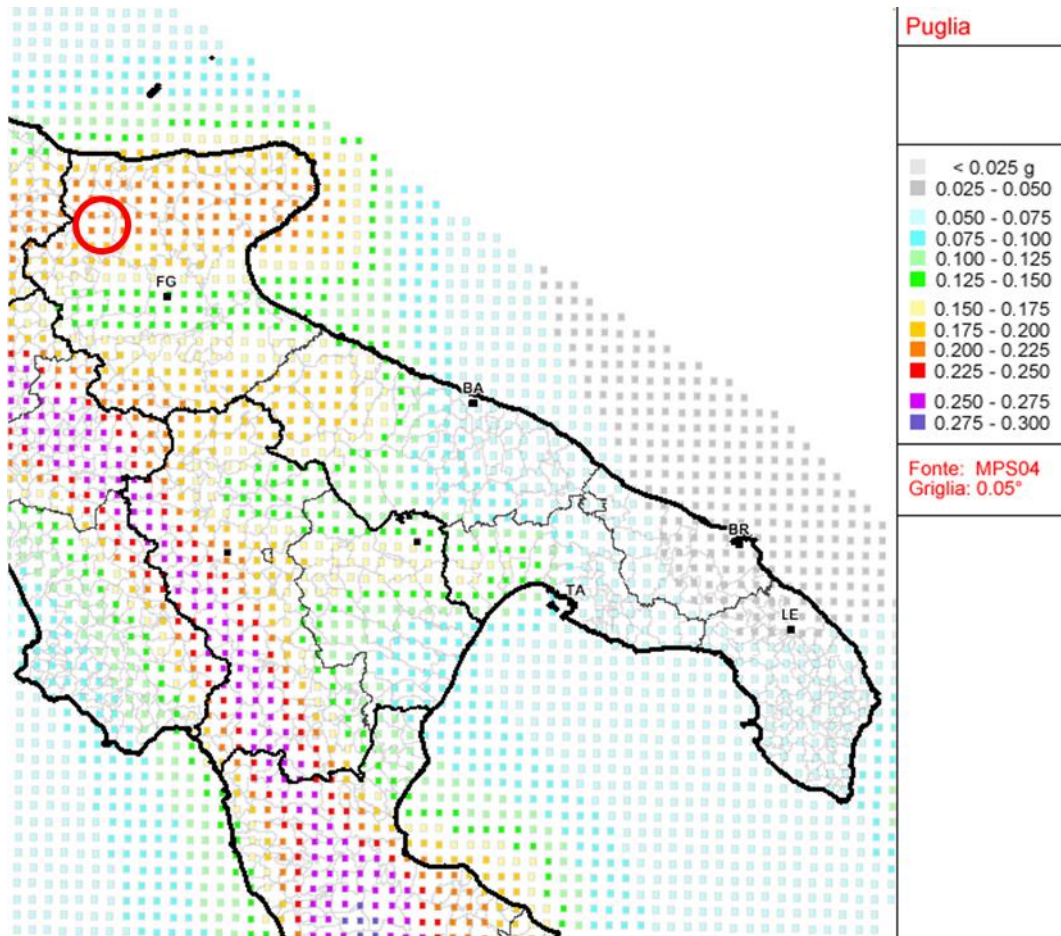 Puglia
< 0.025 g
0.025 - 0.050
0.050 - 0.075
0.075 - 0.100
0.100 - 0.125
0.125 - 0.150
0.150 - 0.175
0.175 - 0.200
0.200 - 0.225
0.225 - 0.250
0.250 - 0.275
0.275 - 0.300
Fonte: MPS04
Griglia: 0.05°
FG
BA
BR
TA
LE